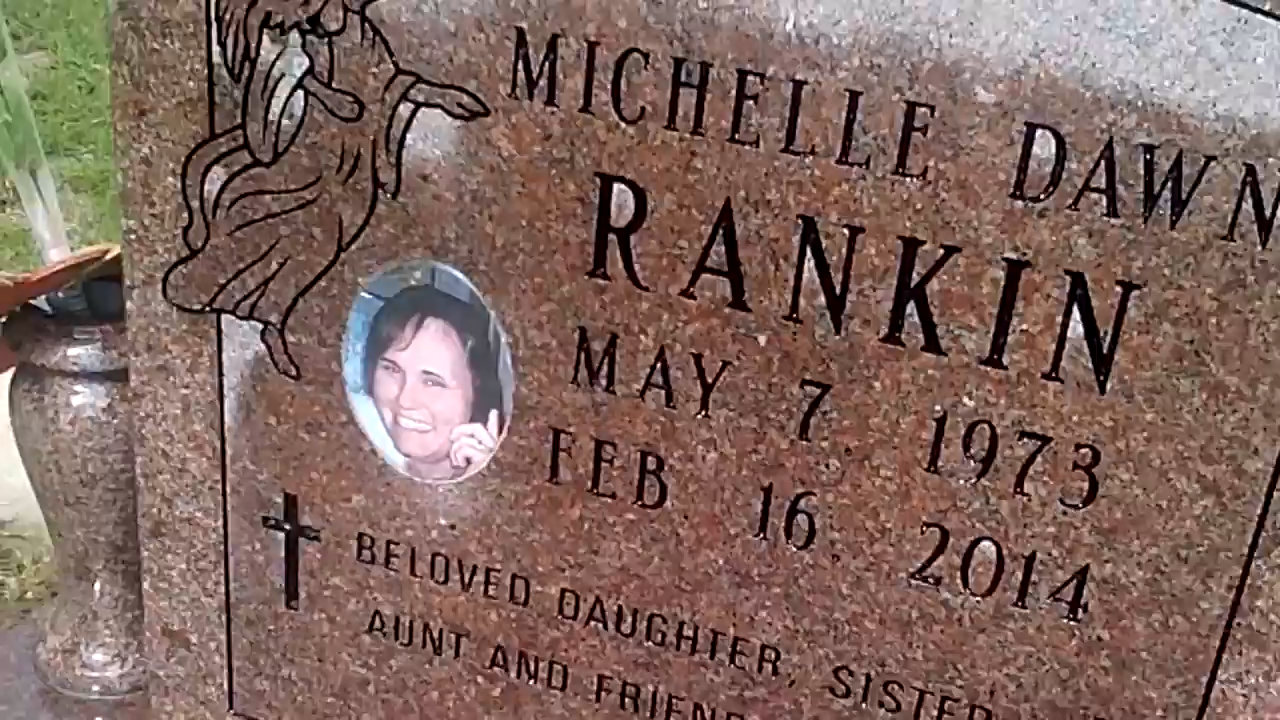 MICHELLE DAWN
RANKIN
MAY 7 1973
FEB 16, 2014
BELOVED DAUGHTER, SISTER
AUNT AND FRIEND